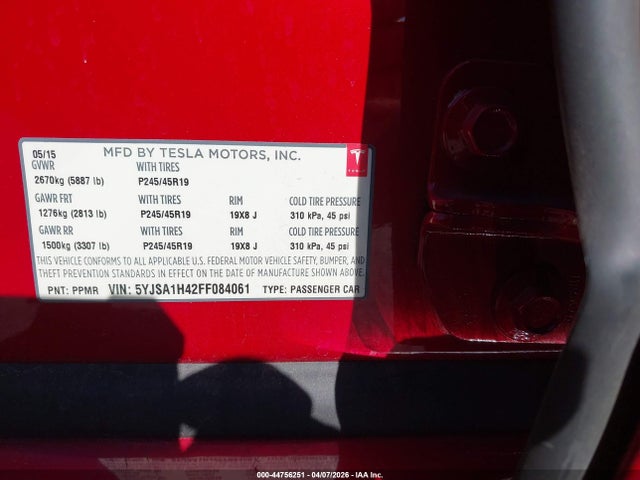 05/15 MFD BY TESLA MOTORS, INC.
GVWR WITH TIRES
2670kg (5887 lb) P245/45R19
TESLA
GAWR FRT WITH TIRES RIM COLD TIRE PRESSURE
1276kg (2813 lb) P245/45R19 19X8 J 310 kPa, 45 psi
GAWR RR WITH TIRES RIM COLD TIRE PRESSURE
1500kg (3307 lb) P245/45R19 19X8 J 310 kPa, 45 psi
THIS VEHICLE CONFORMS TO ALL APPLICABLE U.S. FEDERAL MOTOR VEHICLE SAFETY, BUMPER, AND
THEFT PREVENTION STANDARDS IN EFFECT ON THE DATE OF MANUFACTURE SHOWN ABOVE.
PNT: PPMR VIN: 5YJSA1H42FF084061 TYPE: PASSENGER CAR
000-44756251 - 04/07/2026 - IAA Inc.